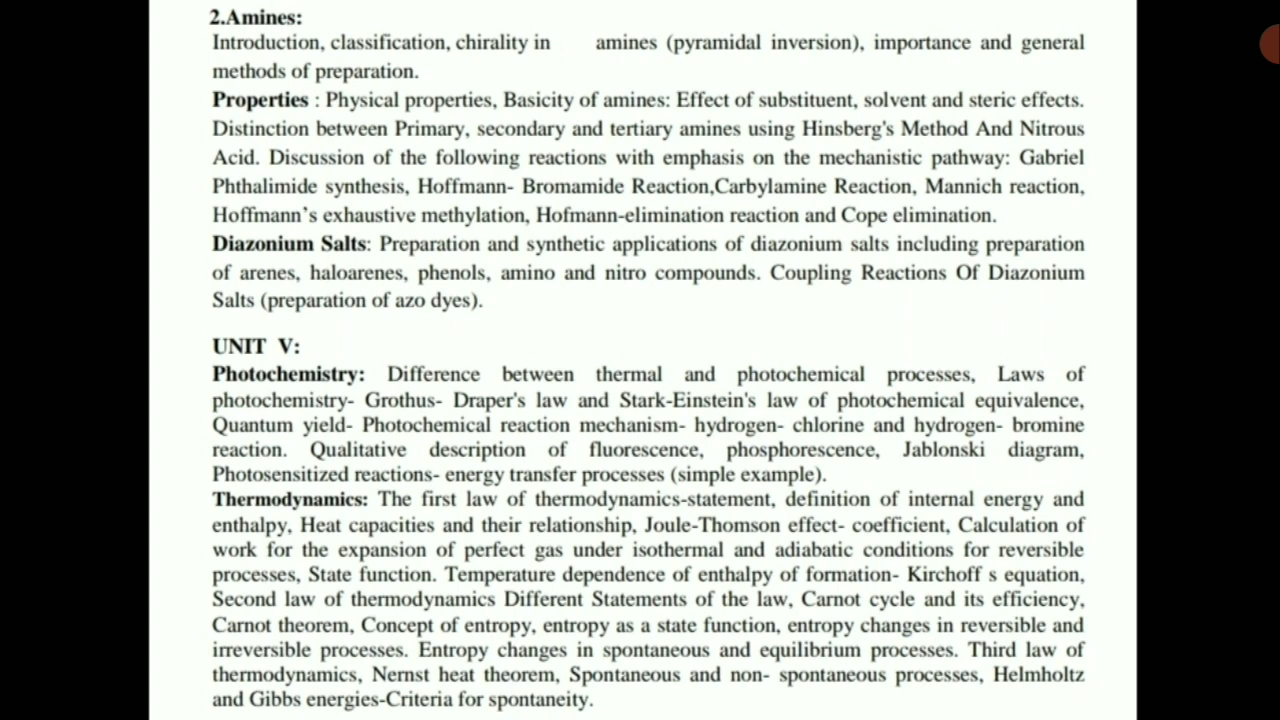 2.Amines:
Introduction, classification, chirality in amines (pyramidal inversion), importance and general
methods of preparation.
Properties : Physical properties, Basicity of amines: Effect of substituent, solvent and steric effects.
Distinction between Primary, secondary and tertiary amines using Hinsberg's Method And Nitrous
Acid. Discussion of the following reactions with emphasis on the mechanistic pathway: Gabriel
Phthalimide synthesis, Hoffmann- Bromamide Reaction,Carbylamine Reaction, Mannich reaction,
Hoffmann’s exhaustive methylation, Hofmann-elimination reaction and Cope elimination.
Diazonium Salts: Preparation and synthetic applications of diazonium salts including preparation
of arenes, haloarenes, phenols, amino and nitro compounds. Coupling Reactions Of Diazonium
Salts (preparation of azo dyes).
UNIT V:
Photochemistry: Difference between thermal and photochemical processes, Laws of
photochemistry- Grothus- Draper's law and Stark-Einstein's law of photochemical equivalence,
Quantum yield- Photochemical reaction mechanism- hydrogen- chlorine and hydrogen- bromine
reaction. Qualitative description of fluorescence, phosphorescence, Jablonski diagram,
Photosensitized reactions- energy transfer processes (simple example).
Thermodynamics: The first law of thermodynamics-statement, definition of internal energy and
enthalpy, Heat capacities and their relationship, Joule-Thomson effect- coefficient, Calculation of
work for the expansion of perfect gas under isothermal and adiabatic conditions for reversible
processes, State function. Temperature dependence of enthalpy of formation- Kirchoff s equation,
Second law of thermodynamics Different Statements of the law, Carnot cycle and its efficiency,
Carnot theorem, Concept of entropy, entropy as a state function, entropy changes in reversible and
irreversible processes. Entropy changes in spontaneous and equilibrium processes. Third law of
thermodynamics, Nernst heat theorem, Spontaneous and non- spontaneous processes, Helmholtz
and Gibbs energies-Criteria for spontaneity.